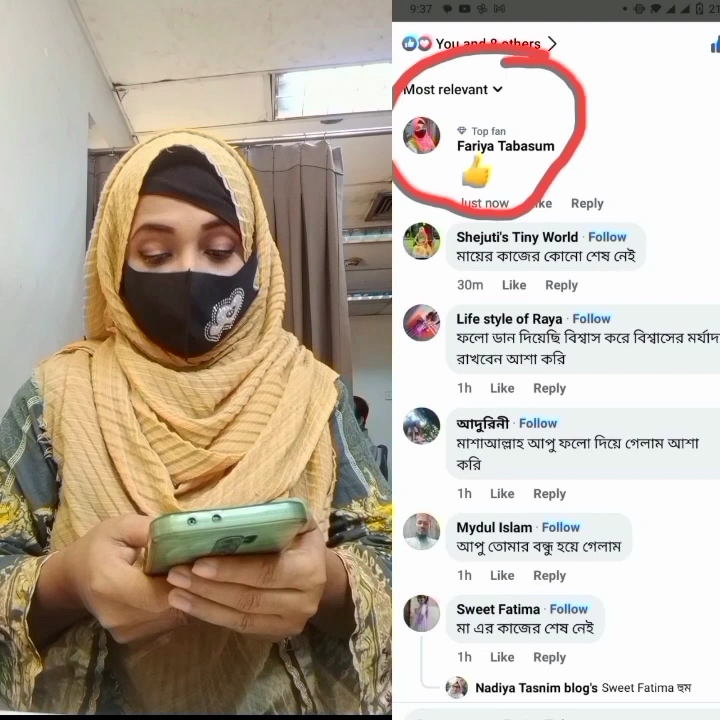 9:37
You and 8 others
Most relevant
Top fan
Fariya Tabasum
Just now Like Reply
Shejuti's Tiny World · Follow
মায়ের কাজের কোনো শেষ নেই
30m Like Reply
Life style of Raya · Follow
ফলো ডান দিয়েছি বিশ্বাস করে বিশ্বাসের মর্যাদ
রাখবেন আশা করি
1h Like Reply
আদুরিনী · Follow
মাশাআল্লাহ আপু ফলো দিয়ে গেলাম আশা
করি
1h Like Reply
Mydul Islam · Follow
আপু তোমার বন্ধু হয়ে গেলাম
1h Like Reply
Sweet Fatima · Follow
মা এর কাজের শেষ নেই
1h Like Reply
Nadiya Tasnim blog's Sweet Fatima হুম